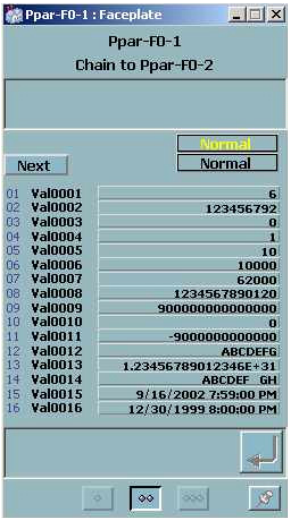 Ppar-F0-1 : Faceplate
Ppar-F0-1
Chain to Ppar-F0-2
Normal
Next Normal
01 Val0001 6
02 Val0002 123456792
03 Val0003 0
04 Val0004 1
05 Val0005 10
06 Val0006 10000
07 Val0007 62000
08 Val0008 1234567890120
09 Val0009 900000000000000
10 Val0010 0
11 Val0011 -9000000000000
12 Val0012 ABCDEFG
13 Val0013 1.23456789012346E+31
14 Val0014 ABCDEF GH
15 Val0015 9/16/2002 7:59:00 PM
16 Val0016 12/30/1999 8:00:00 PM